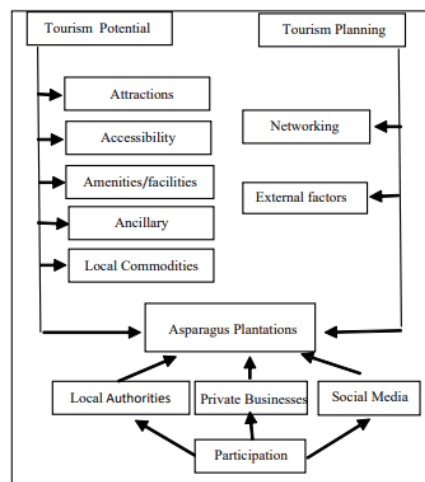 Tourism Potential
Tourism Planning
Attractions
Networking
Accessibility
Amenities/facilities
External factors
Ancillary
Local Commodities
Asparagus Plantations
Local Authorities
Private Businesses
Social Media
Participation